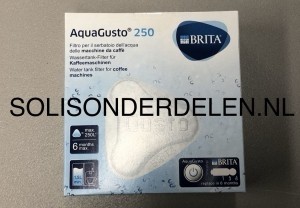 AquaGusto® 250
BRITA
Filtro per il serbatoio dell'acqua
delle macchine da caffè
Wassertank-Filter für
Kaffeemaschinen
Water tank filter for coffee
machines
SOLISONDERDELEN.NL
max
250L
6 months
max.
AquaGusto
BRITA